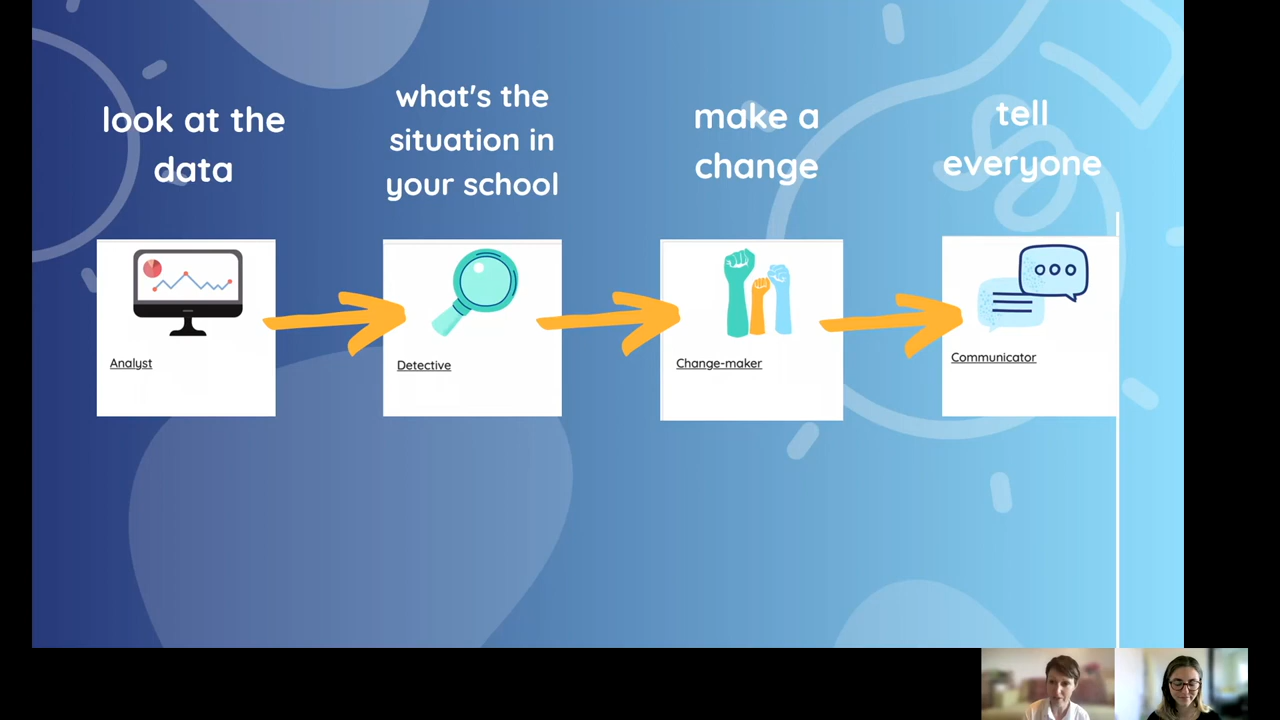 look at the
data
what's the
situation in
your school
make a
change
tell
everyone
Analyst
Detective
Change-maker
Communicator